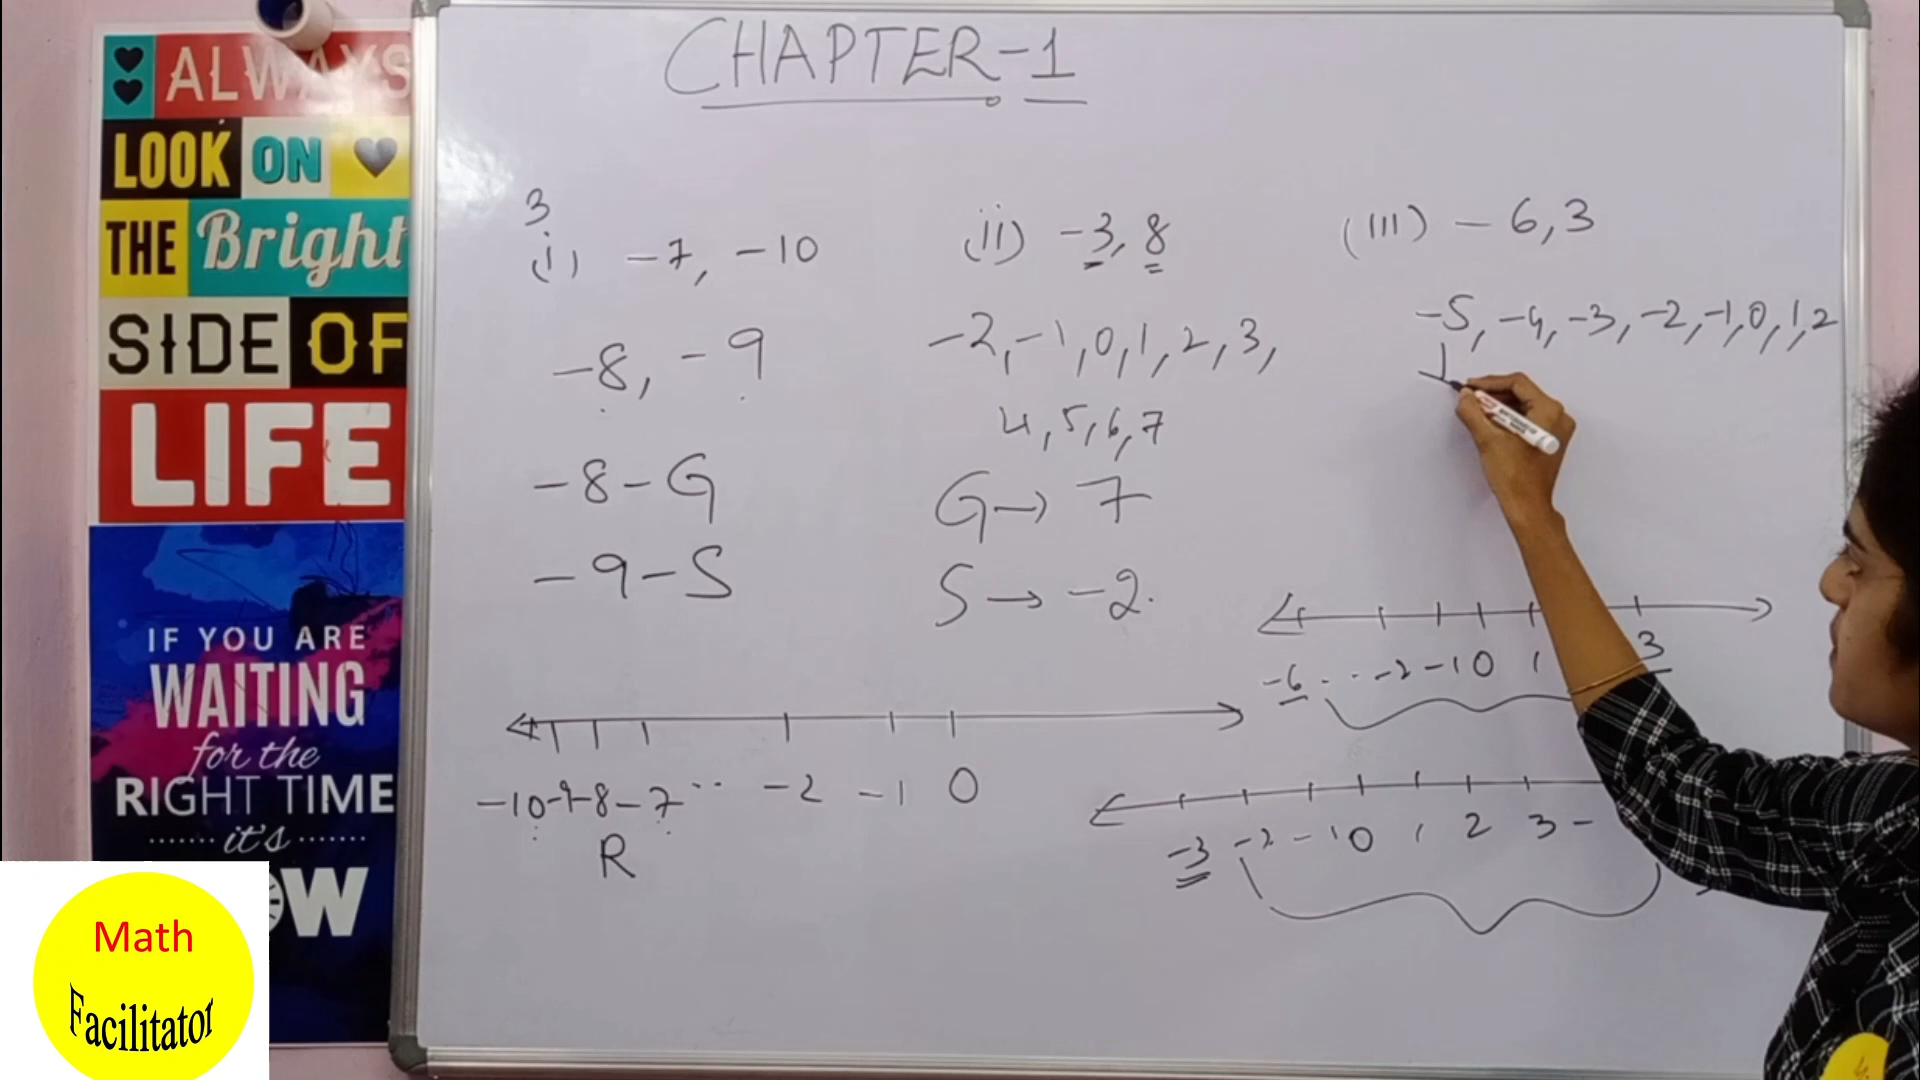 ALWAYS
LOOK ON
THE Bright
SIDE OF
LIFE
IF YOU ARE
WAITING
for the
RIGHT TIME
it's
Math
Facilitator
CHAPTER-1
3
(i) -7, -10
-8, -9
-8-G
-9-S
(ii) -3, 8
-2, -1, 0, 1, 2, 3,
4, 5, 6, 7
G→ 7
S→ -2.
(III) -6, 3
-5, -4, -3, -2, -1, 0, 1, 2
-6 .. -2 -1 0 1 3
-10 -9 -8 -7 .. -2 -1 0
R
-3 -2 -1 0 1 2 3 -